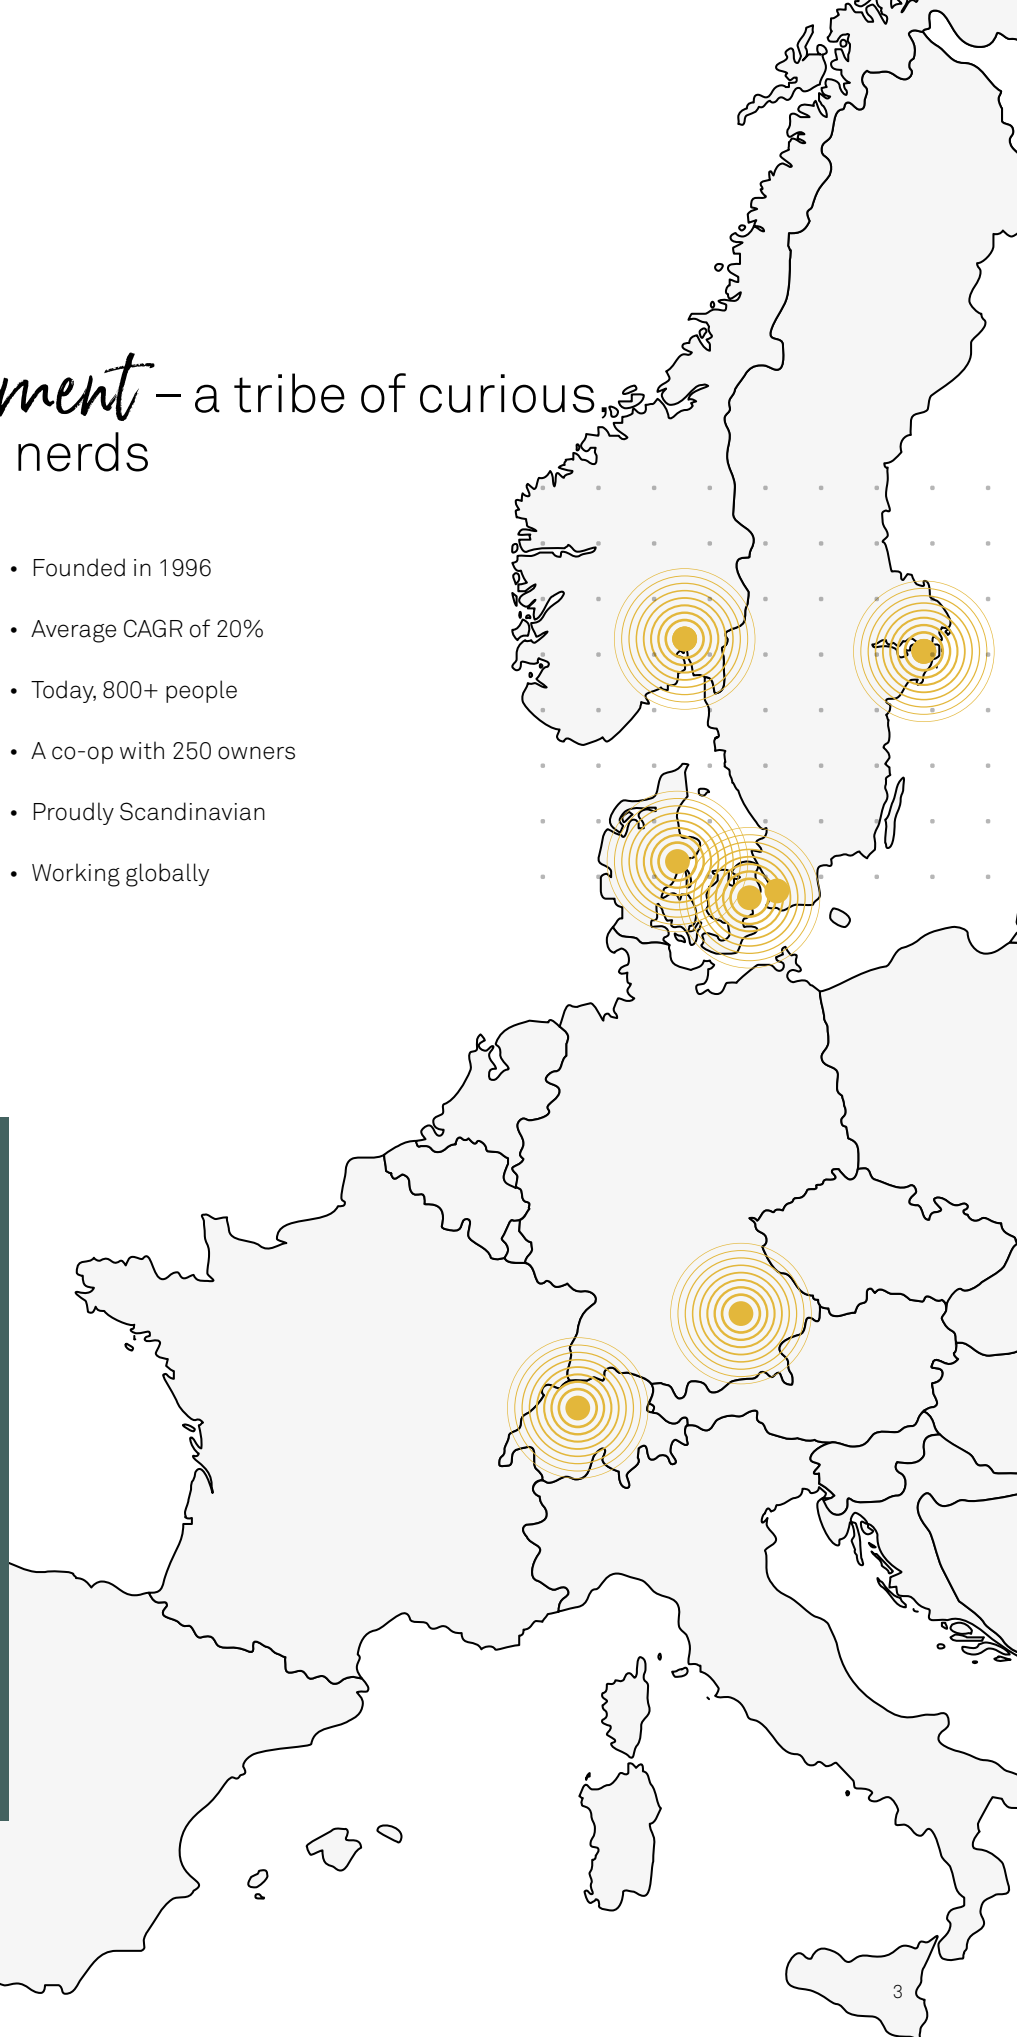 ment – a tribe of curious,
nerds
• Founded in 1996
• Average CAGR of 20%
• Today, 800+ people
• A co-op with 250 owners
• Proudly Scandinavian
• Working globally
3